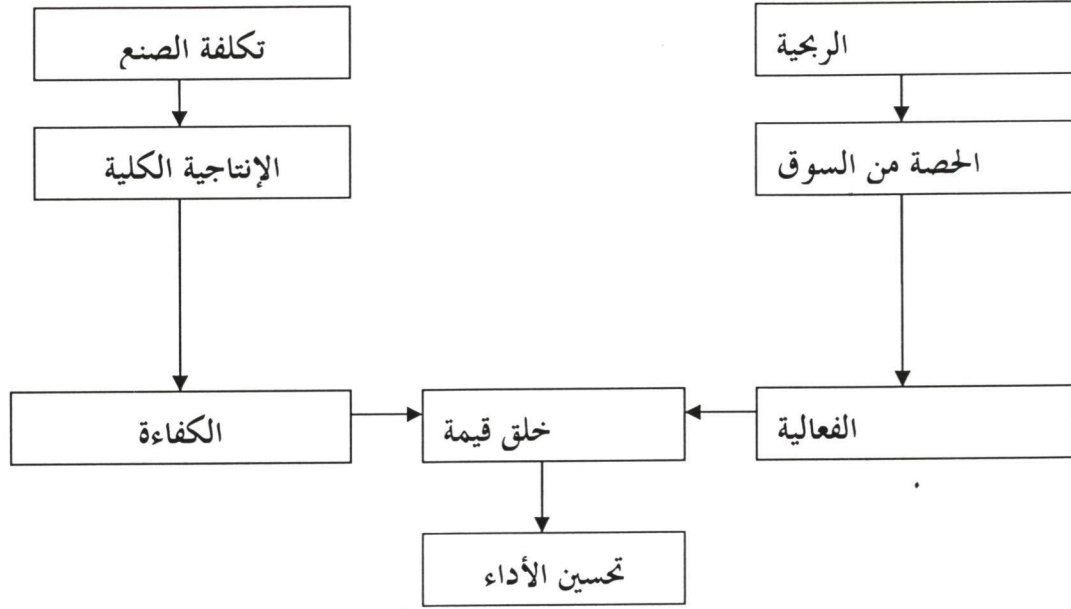 الربحية
تكلفة الصنع
الحصة من السوق
الإنتاجية الكلية
الفعالية
خلق قيمة
الكفاءة
تحسين الأداء